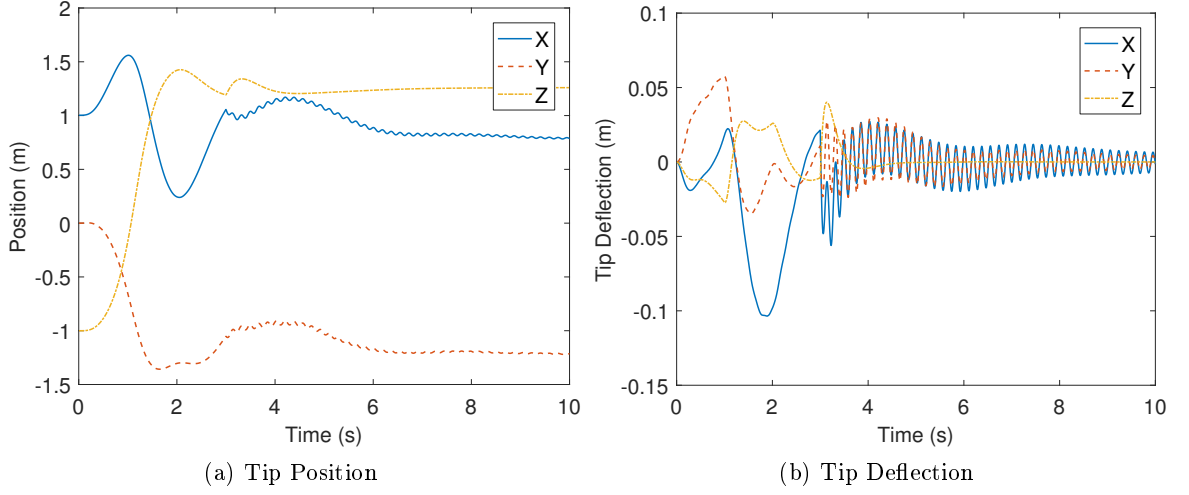 2
1.5
1
0.5
0
-0.5
-1
-1.5
Position (m)
0 2 4 6 8 10
Time (s)
X
Y
Z
(a) Tip Position
0.1
0.05
0
-0.05
-0.1
-0.15
Tip Deflection (m)
0 2 4 6 8 10
Time (s)
X
Y
Z
(b) Tip Deflection